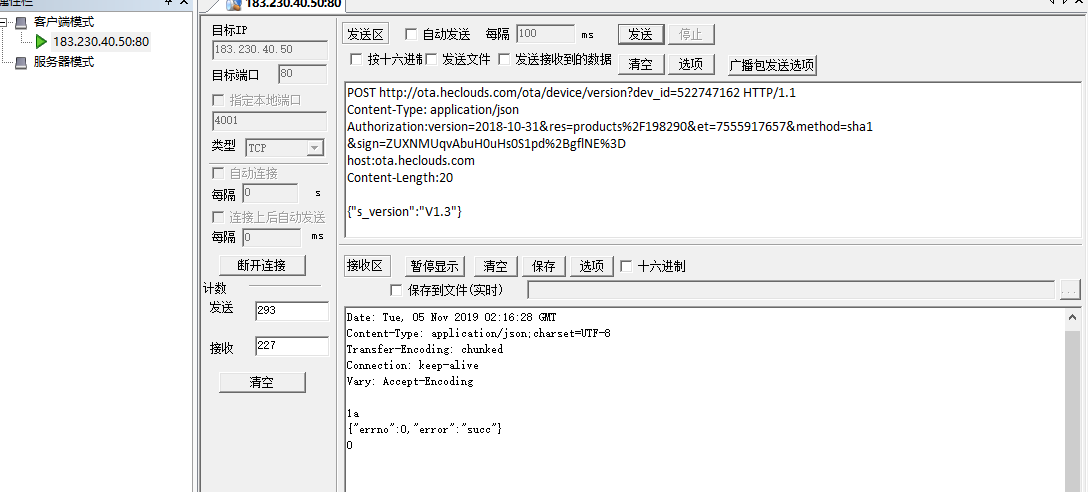 属性栏
183.230.40.50:80
客户端模式
183.230.40.50:80
服务器模式
目标IP
183.230.40.50
目标端口 80
指定本地端口
4001
类型 TCP
自动连接
每隔 0 s
连接上后自动发送
每隔 0 ms
断开连接
计数
发送 293
接收 227
清空
发送区 自动发送 每隔 100 ms 发送 停止
按十六进制 发送文件 发送接收到的数据 清空 选项 广播包发送选项
POST http://ota.heclouds.com/ota/device/version?dev_id=522747162 HTTP/1.1
Content-Type: application/json
Authorization:version=2018-10-31&res=products%2F198290&et=7555917657&method=sha1
&sign=ZUXNMUqvAbuH0uHs0S1pd%2BgflNE%3D
host:ota.heclouds.com
Content-Length:20
{"s_version":"V1.3"}
接收区 暂停显示 清空 保存 选项 十六进制
保存到文件(实时) ...
Date: Tue, 05 Nov 2019 02:16:28 GMT
Content-Type: application/json;charset=UTF-8
Transfer-Encoding: chunked
Connection: keep-alive
Vary: Accept-Encoding
1a
{"errno":0,"error":"succ"}
0